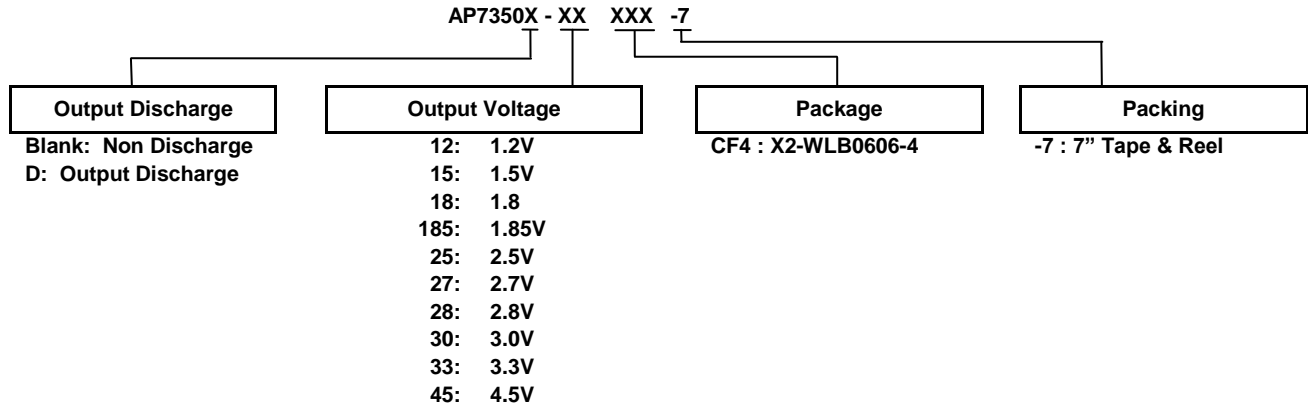 AP7350X - XX XXX -7
Output Discharge
Blank: Non Discharge
D: Output Discharge
Output Voltage
12: 1.2V
15: 1.5V
18: 1.8
185: 1.85V
25: 2.5V
27: 2.7V
28: 2.8V
30: 3.0V
33: 3.3V
45: 4.5V
Package
CF4 : X2-WLB0606-4
Packing
-7 : 7” Tape & Reel